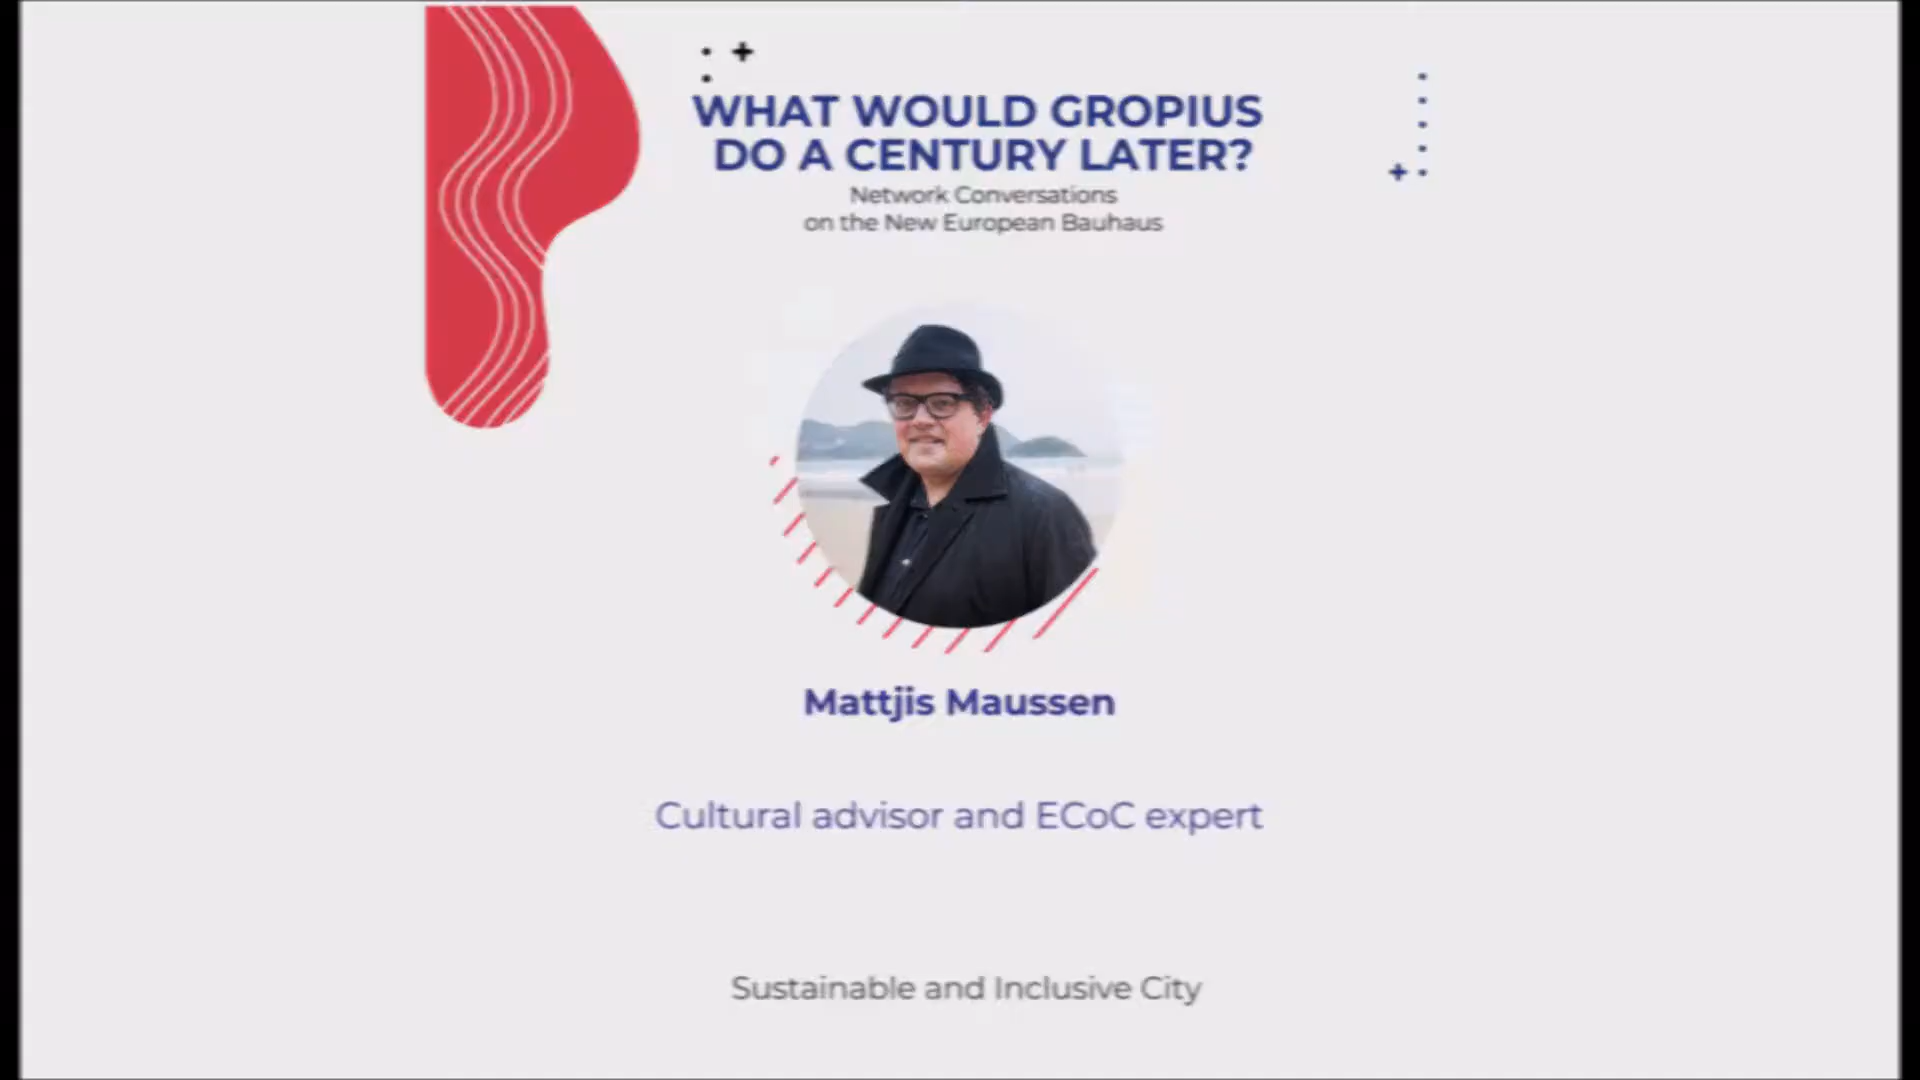 WHAT WOULD GROPIUS
DO A CENTURY LATER?
Network Conversations
on the New European Bauhaus
Mattjis Maussen
Cultural advisor and ECoC expert
Sustainable and Inclusive City